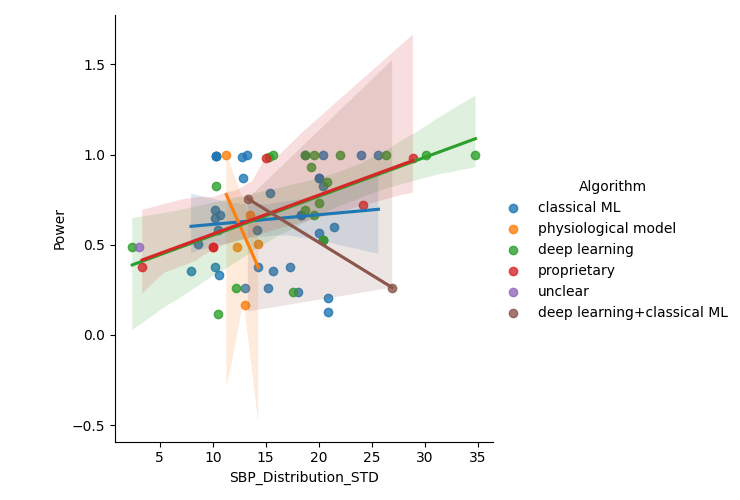 1.5
1.0
0.5
0.0
−0.5
Power
5 10 15 20 25 30 35
SBP_Distribution_STD
Algorithm
classical ML
physiological model
deep learning
proprietary
unclear
deep learning+classical ML